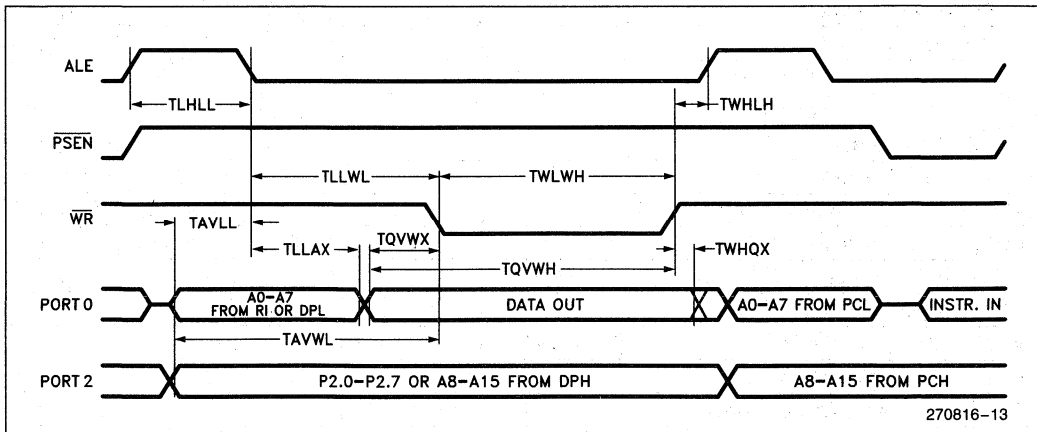 ALE
TLHLL
TWHLH
PSEN
TLLWL
TWLWH
WR
TAVLL
TLLAX
TQVWX
TWHQX
TQVWH
PORT 0
A0–A7
FROM RI OR DPL
DATA OUT
A0–A7 FROM PCL
INSTR. IN
TAVWL
PORT 2
P2.0–P2.7 OR A8–A15 FROM DPH
A8–A15 FROM PCH
270816–13